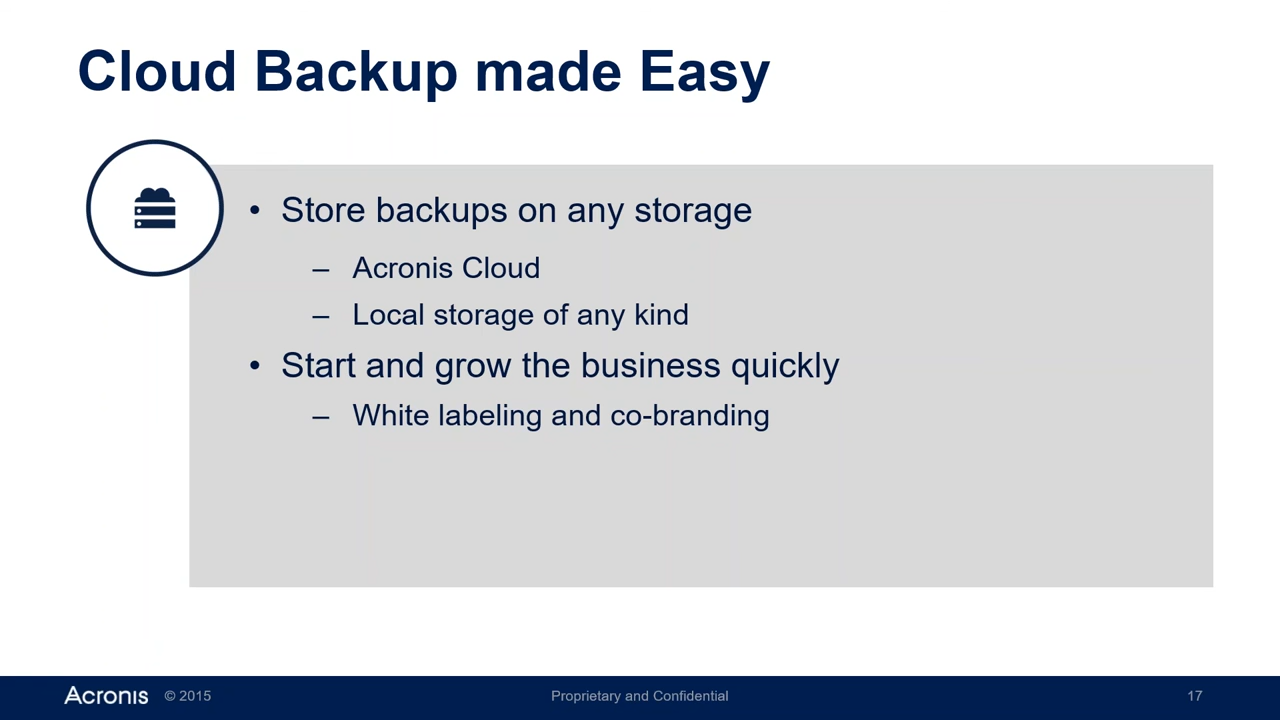 Cloud Backup made Easy
• Store backups on any storage
– Acronis Cloud
– Local storage of any kind
• Start and grow the business quickly
– White labeling and co-branding
Acronis © 2015 Proprietary and Confidential 17